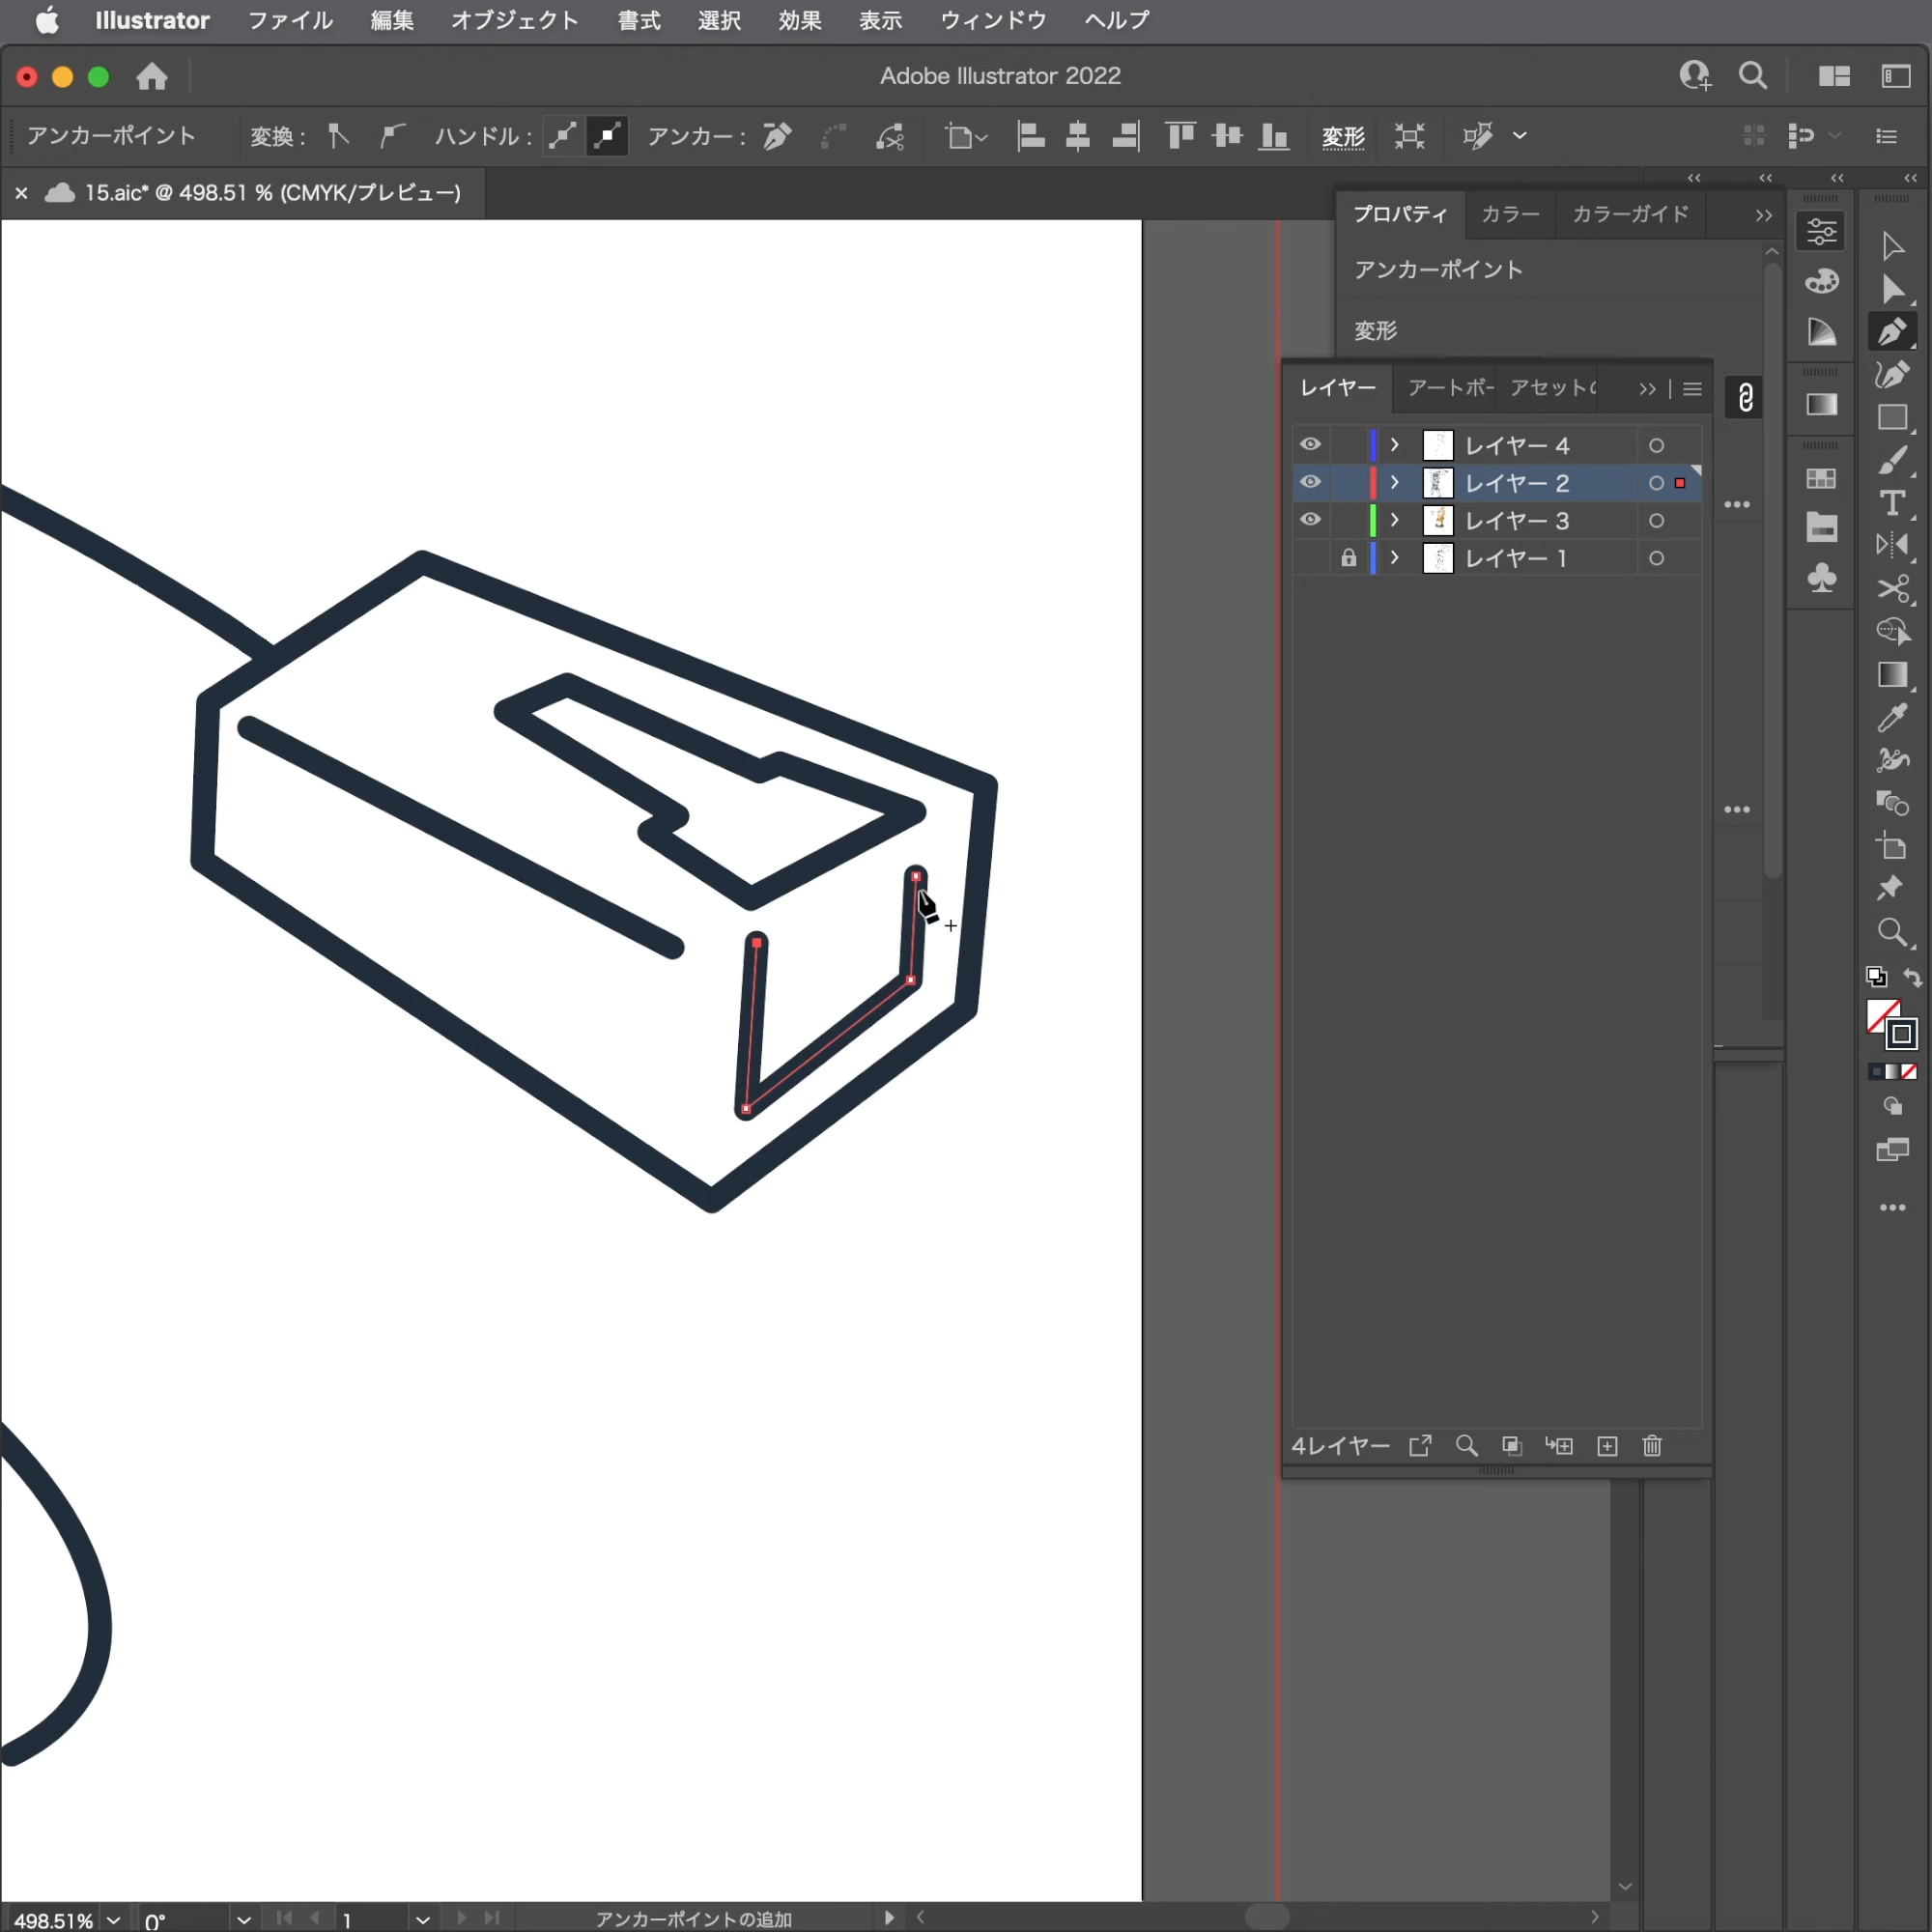 Illustrator ファイル 編集 オブジェクト 書式 選択 効果 表示 ウィンドウ ヘルプ
Adobe Illustrator 2022
アンカーポイント 変換： ハンドル： アンカー： 変形
15.aic* @ 498.51 % (CMYK/プレビュー)
プロパティ カラー カラーガイド
アンカーポイント
変形
レイヤー アートボー アセットの
レイヤー 4
レイヤー 2
レイヤー 3
レイヤー 1
4レイヤー
498.51% 0° 1 アンカーポイントの追加